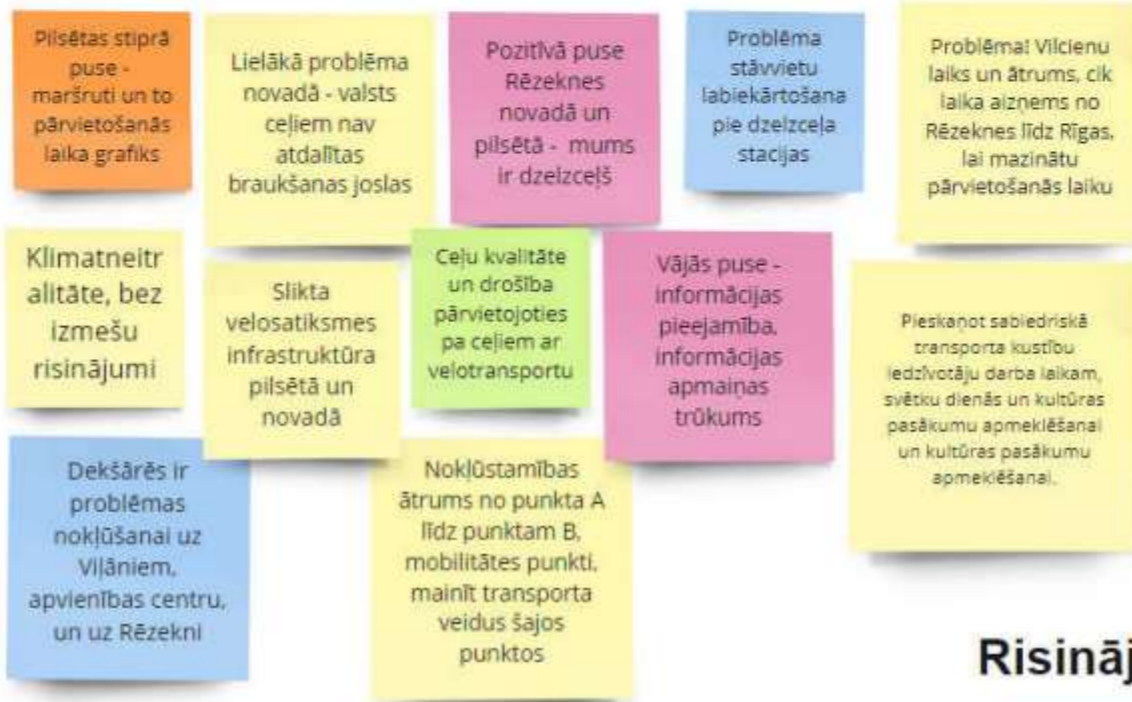 Pilsētas stiprā
puse -
maršruti un to
pārvietošanās
laika grafiks
Lielākā problēma
novadā - valsts
ceļiem nav
atdalītas
braukšanas joslas
Pozitīvā puse
Rēzeknes
novadā un
pilsētā - mums
ir dzelzceļš
Problēma
stāvvietu
labiekārtošana
pie dzelzceļa
stacijas
Problēma! Vilcienu
laiks un ātrums, cik
laika aizņems no
Rēzeknes līdz Rīgas,
lai mazinātu
pārvietošanās laiku
Klimatneitr
alitāte, bez
izmešu
risinājumi
Slikta
velosatiksmes
infrastruktūra
pilsētā un
novadā
Ceļu kvalitāte
un drošība
pārvietojoties
pa ceļiem ar
velotransportu
Vājās puse -
informācijas
pieejamība,
informācijas
apmaiņas
trūkums
Pieskaņot sabiedriskā
transporta kustību
iedzīvotāju darba laikam,
svētku dienās un kultūras
pasākumu apmeklēšanai
un kultūras pasākumu
apmeklēšanai.
Dekšārēs ir
problēmas
nokļūšanai uz
Viļāniem,
apvienības centru,
un uz Rēzekni
Nokļūstamības
ātrums no punkta A
līdz punktam B,
mobilitātes punkti,
mainīt transporta
veidus šajos
punktos
Risināj